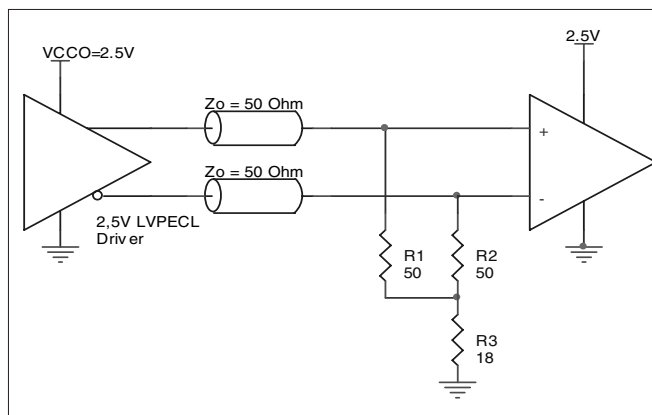 VCCO=2.5V
2.5V
Zo = 50 Ohm
+
Zo = 50 Ohm
-
2,5V LVPECL
Driver
R1
50
R2
50
R3
18